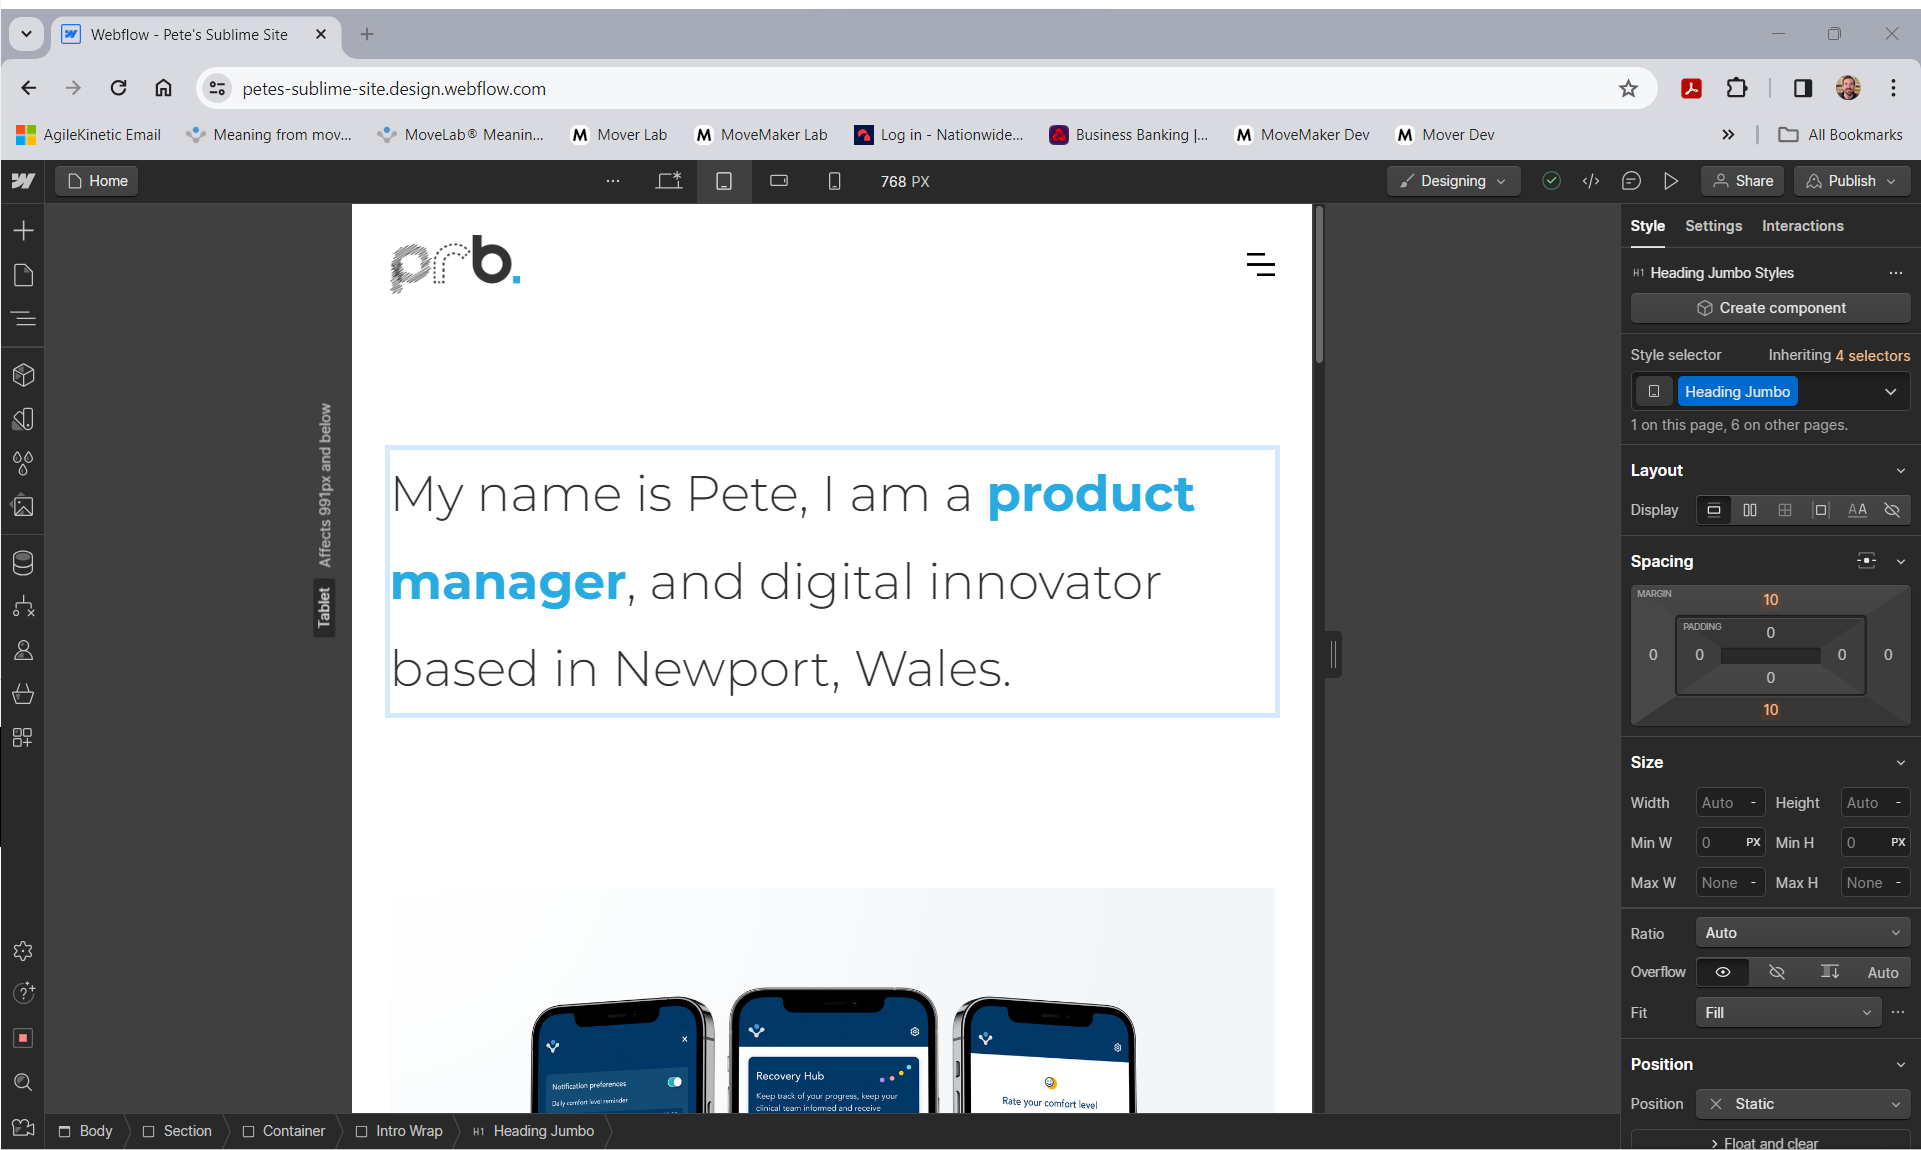 Webflow - Pete's Sublime Site
petes-sublime-site.design.webflow.com
AgileKinetic Email
Meaning from mov...
MoveLab® Meanin...
Mover Lab
MoveMaker Lab
Log in - Nationwide...
Business Banking |...
MoveMaker Dev
Mover Dev
All Bookmarks
Home
768 PX
Designing
Share
Publish
prb.
Affects 991px and below
Tablet
My name is Pete, I am a product
manager, and digital innovator
based in Newport, Wales.
Notification preferences
Daily comfort level reminder
Recovery Hub
Keep track of your progress, keep your
clinical team informed and receive
Rate your comfort level
Style
Settings
Interactions
H1 Heading Jumbo Styles
Create component
Style selector
Inheriting 4 selectors
Heading Jumbo
1 on this page, 6 on other pages.
Layout
Display
AA
Spacing
MARGIN
10
PADDING
0
0 0 0 0
0
10
Size
Width Auto - Height Auto -
Min W 0 PX Min H 0 PX
Max W None - Max H None -
Ratio Auto
Overflow Auto
Fit Fill
Position
Position Static
Float and clear
Body
Section
Container
Intro Wrap
H1 Heading Jumbo